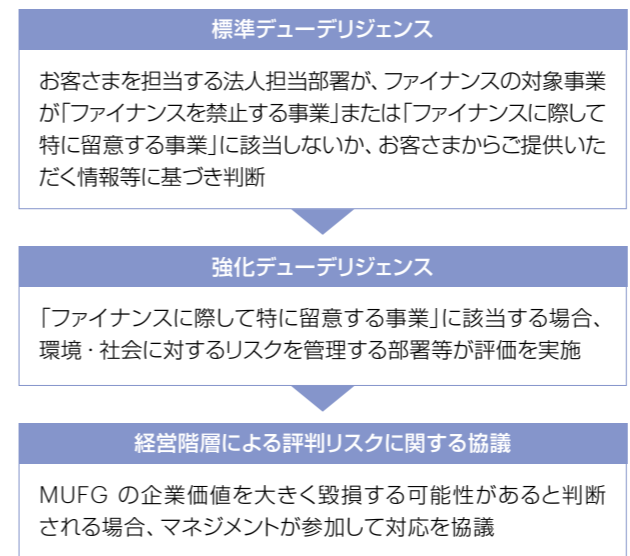 標準デューデリジェンス
お客さまを担当する法人担当部署が、ファイナンスの対象事業
が「ファイナンスを禁止する事業」または「ファイナンスに際して
特に留意する事業」に該当しないか、お客さまからご提供いた
だく情報等に基づき判断
強化デューデリジェンス
「ファイナンスに際して特に留意する事業」に該当する場合、
環境・社会に対するリスクを管理する部署等が評価を実施
経営階層による評判リスクに関する協議
MUFG の企業価値を大きく毀損する可能性があると判断
される場合、マネジメントが参加して対応を協議